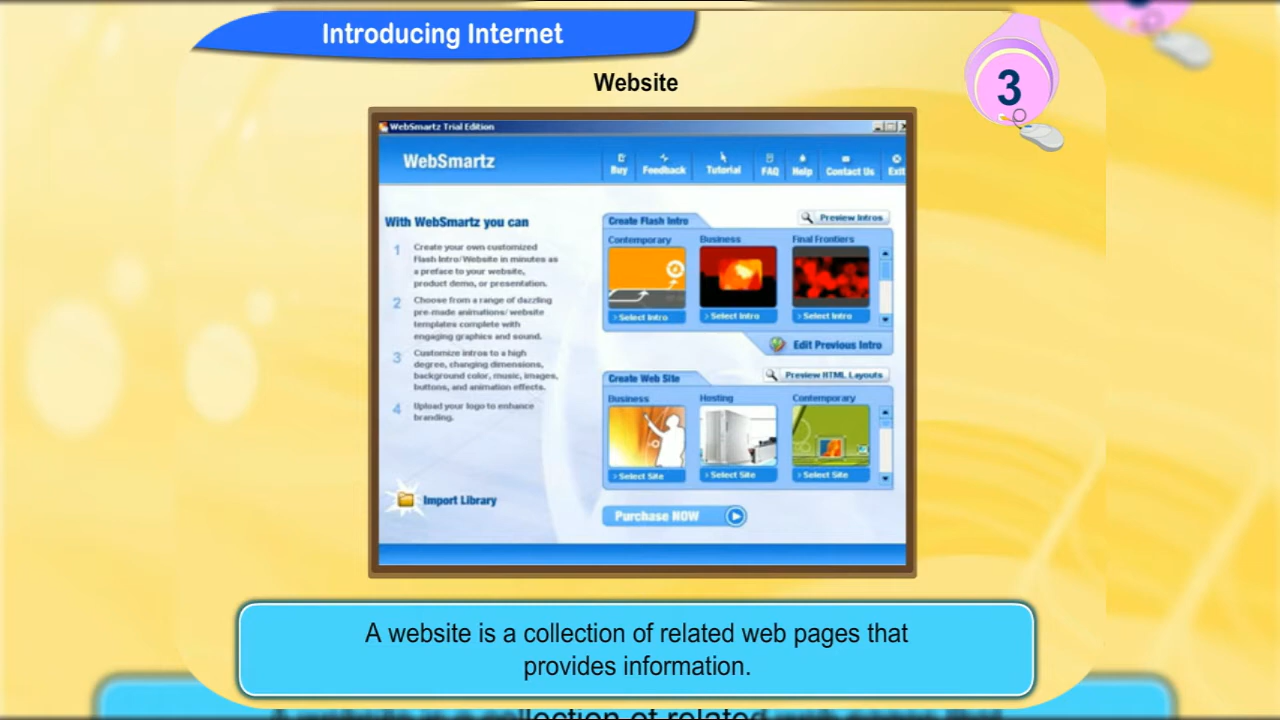 Introducing Internet
3
Website
WebSmartz Trial Edition
WebSmartz
Buy
Feedback
Tutorial
FAQ
Help
Contact Us
Exit
With WebSmartz you can
1 Create your own customized
Flash Intro/Website in minutes as
a preface to your website,
product demo, or presentation.
2 Choose from a range of dazzling
pre-made animations/ website
templates complete with
engaging graphics and sound.
3 Customize intros to a high
degree, changing dimensions,
background color, music, images,
buttons, and animation effects.
4 Upload your logo to enhance
branding.
Import Library
Create Flash Intro
Preview Intros
Contemporary
Business
Final Frontiers
> Select Intro
> Select Intro
> Select Intro
Edit Previous Intro
Create Web Site
Preview HTML Layouts
Business
Hosting
Contemporary
> Select Site
> Select Site
> Select Site
Purchase NOW
A website is a collection of related web pages that
provides information.